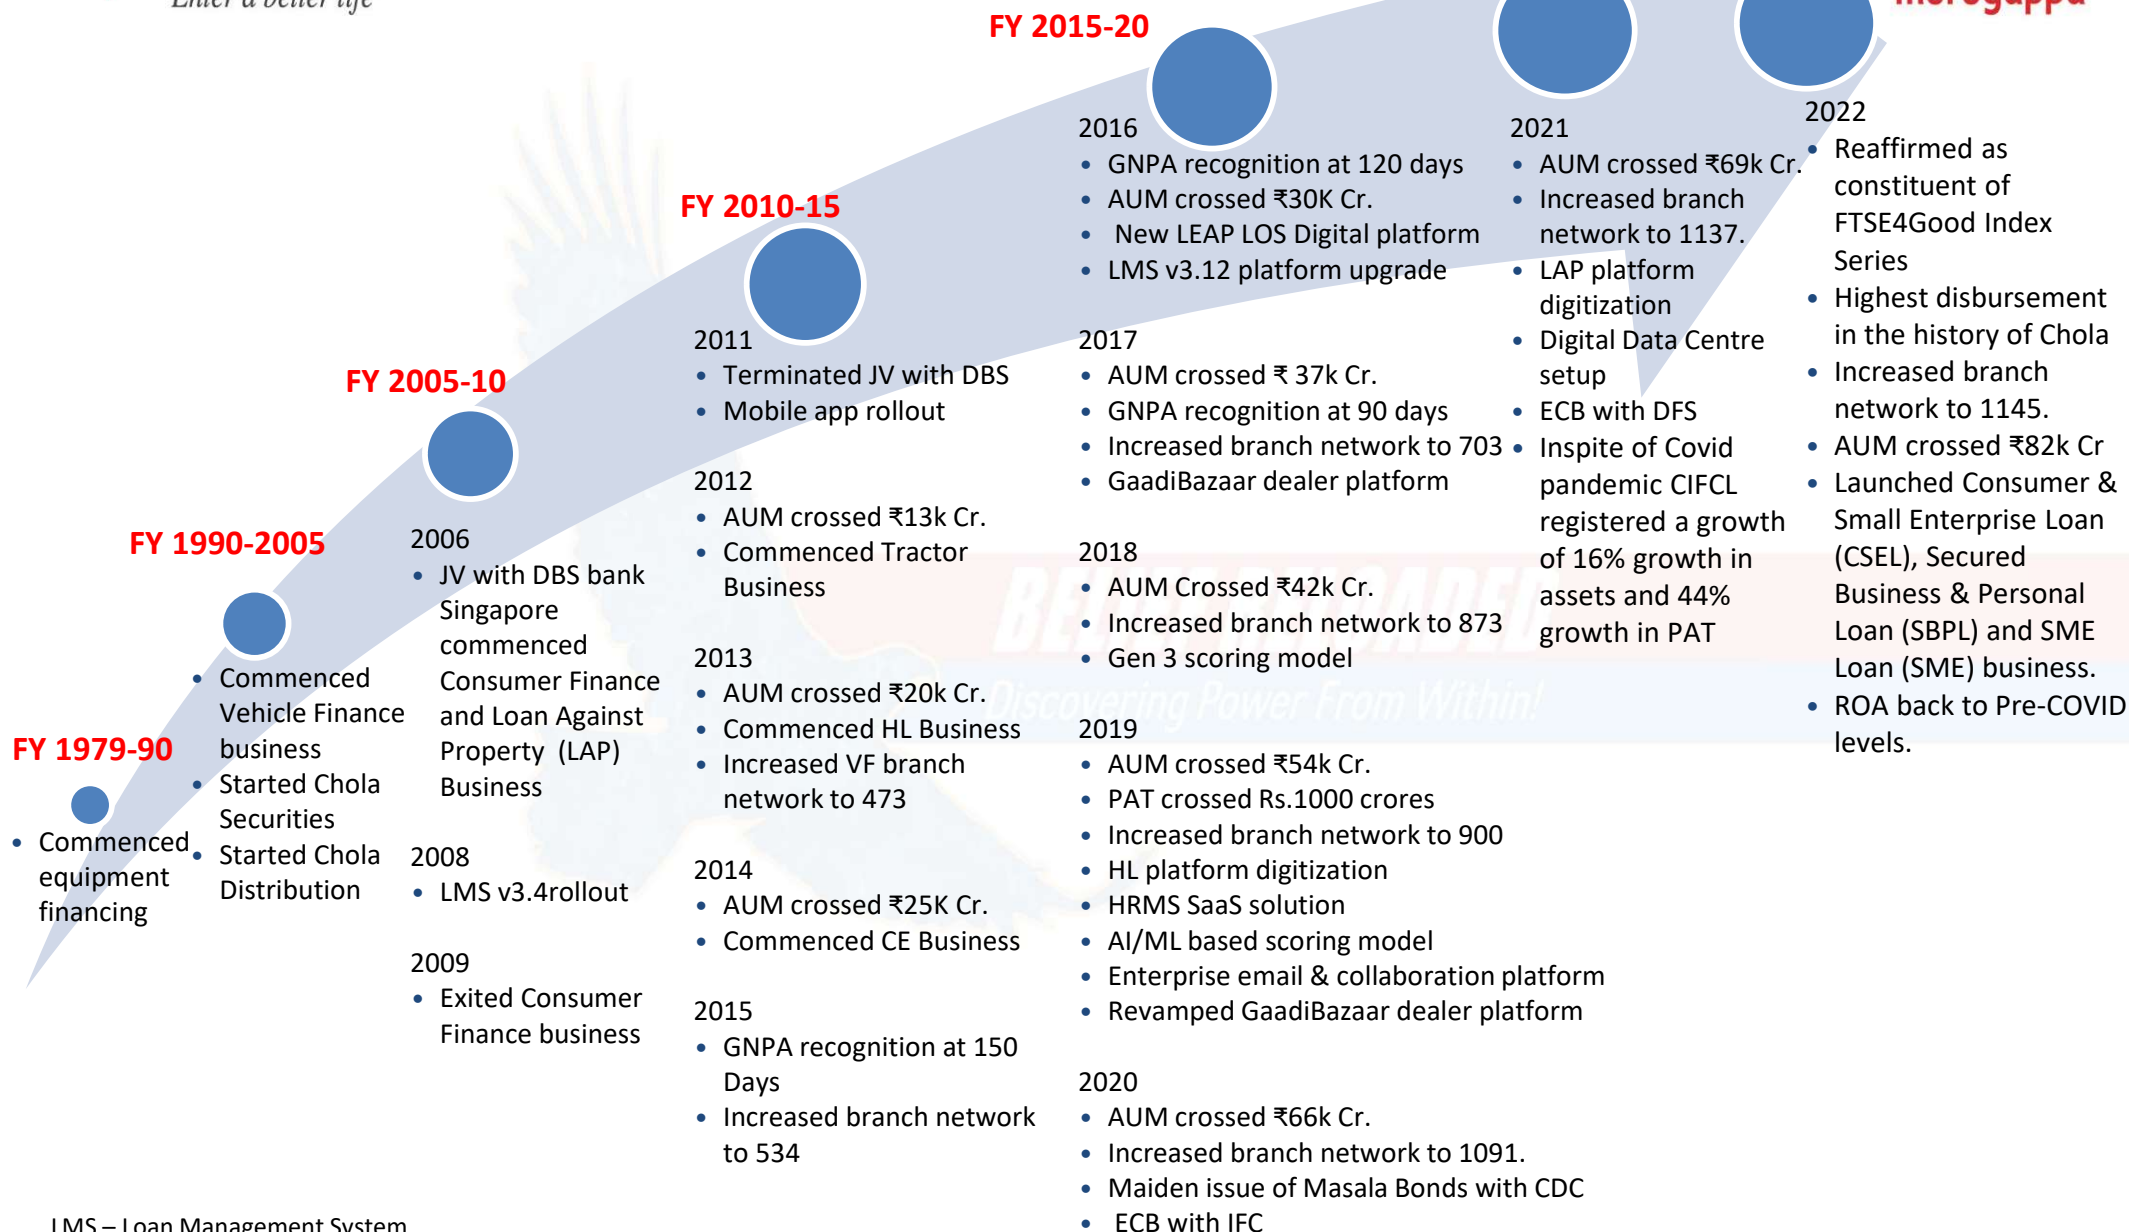 Enter a better life
murugappa
FY 1979-90
• Commenced
equipment
financing
FY 1990-2005
• Commenced
Vehicle Finance
business
• Started Chola
Securities
• Started Chola
Distribution
FY 2005-10
2006
• JV with DBS bank
Singapore
commenced
Consumer Finance
and Loan Against
Property (LAP)
Business
2008
• LMS v3.4rollout
2009
• Exited Consumer
Finance business
FY 2010-15
2011
• Terminated JV with DBS
• Mobile app rollout
2012
• AUM crossed ₹13k Cr.
• Commenced Tractor
Business
2013
• AUM crossed ₹20k Cr.
• Commenced HL Business
• Increased VF branch
network to 473
2014
• AUM crossed ₹25K Cr.
• Commenced CE Business
2015
• GNPA recognition at 150
Days
• Increased branch network
to 534
FY 2015-20
2016
• GNPA recognition at 120 days
• AUM crossed ₹30K Cr.
• New LEAP LOS Digital platform
• LMS v3.12 platform upgrade
2017
• AUM crossed ₹ 37k Cr.
• GNPA recognition at 90 days
• Increased branch network to 703
• GaadiBazaar dealer platform
2018
• AUM Crossed ₹42k Cr.
• Increased branch network to 873
• Gen 3 scoring model
2019
• AUM crossed ₹54k Cr.
• PAT crossed Rs.1000 crores
• Increased branch network to 900
• HL platform digitization
• HRMS SaaS solution
• AI/ML based scoring model
• Enterprise email & collaboration platform
• Revamped GaadiBazaar dealer platform
2020
• AUM crossed ₹66k Cr.
• Increased branch network to 1091.
• Maiden issue of Masala Bonds with CDC
• ECB with IFC
2021
• AUM crossed ₹69k Cr.
• Increased branch
network to 1137.
• LAP platform
digitization
• Digital Data Centre
setup
• ECB with DFS
• Inspite of Covid
pandemic CIFCL
registered a growth
of 16% growth in
assets and 44%
growth in PAT
2022
• Reaffirmed as
constituent of
FTSE4Good Index
Series
• Highest disbursement
in the history of Chola
• Increased branch
network to 1145.
• AUM crossed ₹82k Cr
• Launched Consumer &
Small Enterprise Loan
(CSEL), Secured
Business & Personal
Loan (SBPL) and SME
Loan (SME) business.
• ROA back to Pre-COVID
levels.
BELIEF RELOADED
Discovering Power From Within!
LMS – Loan Management System